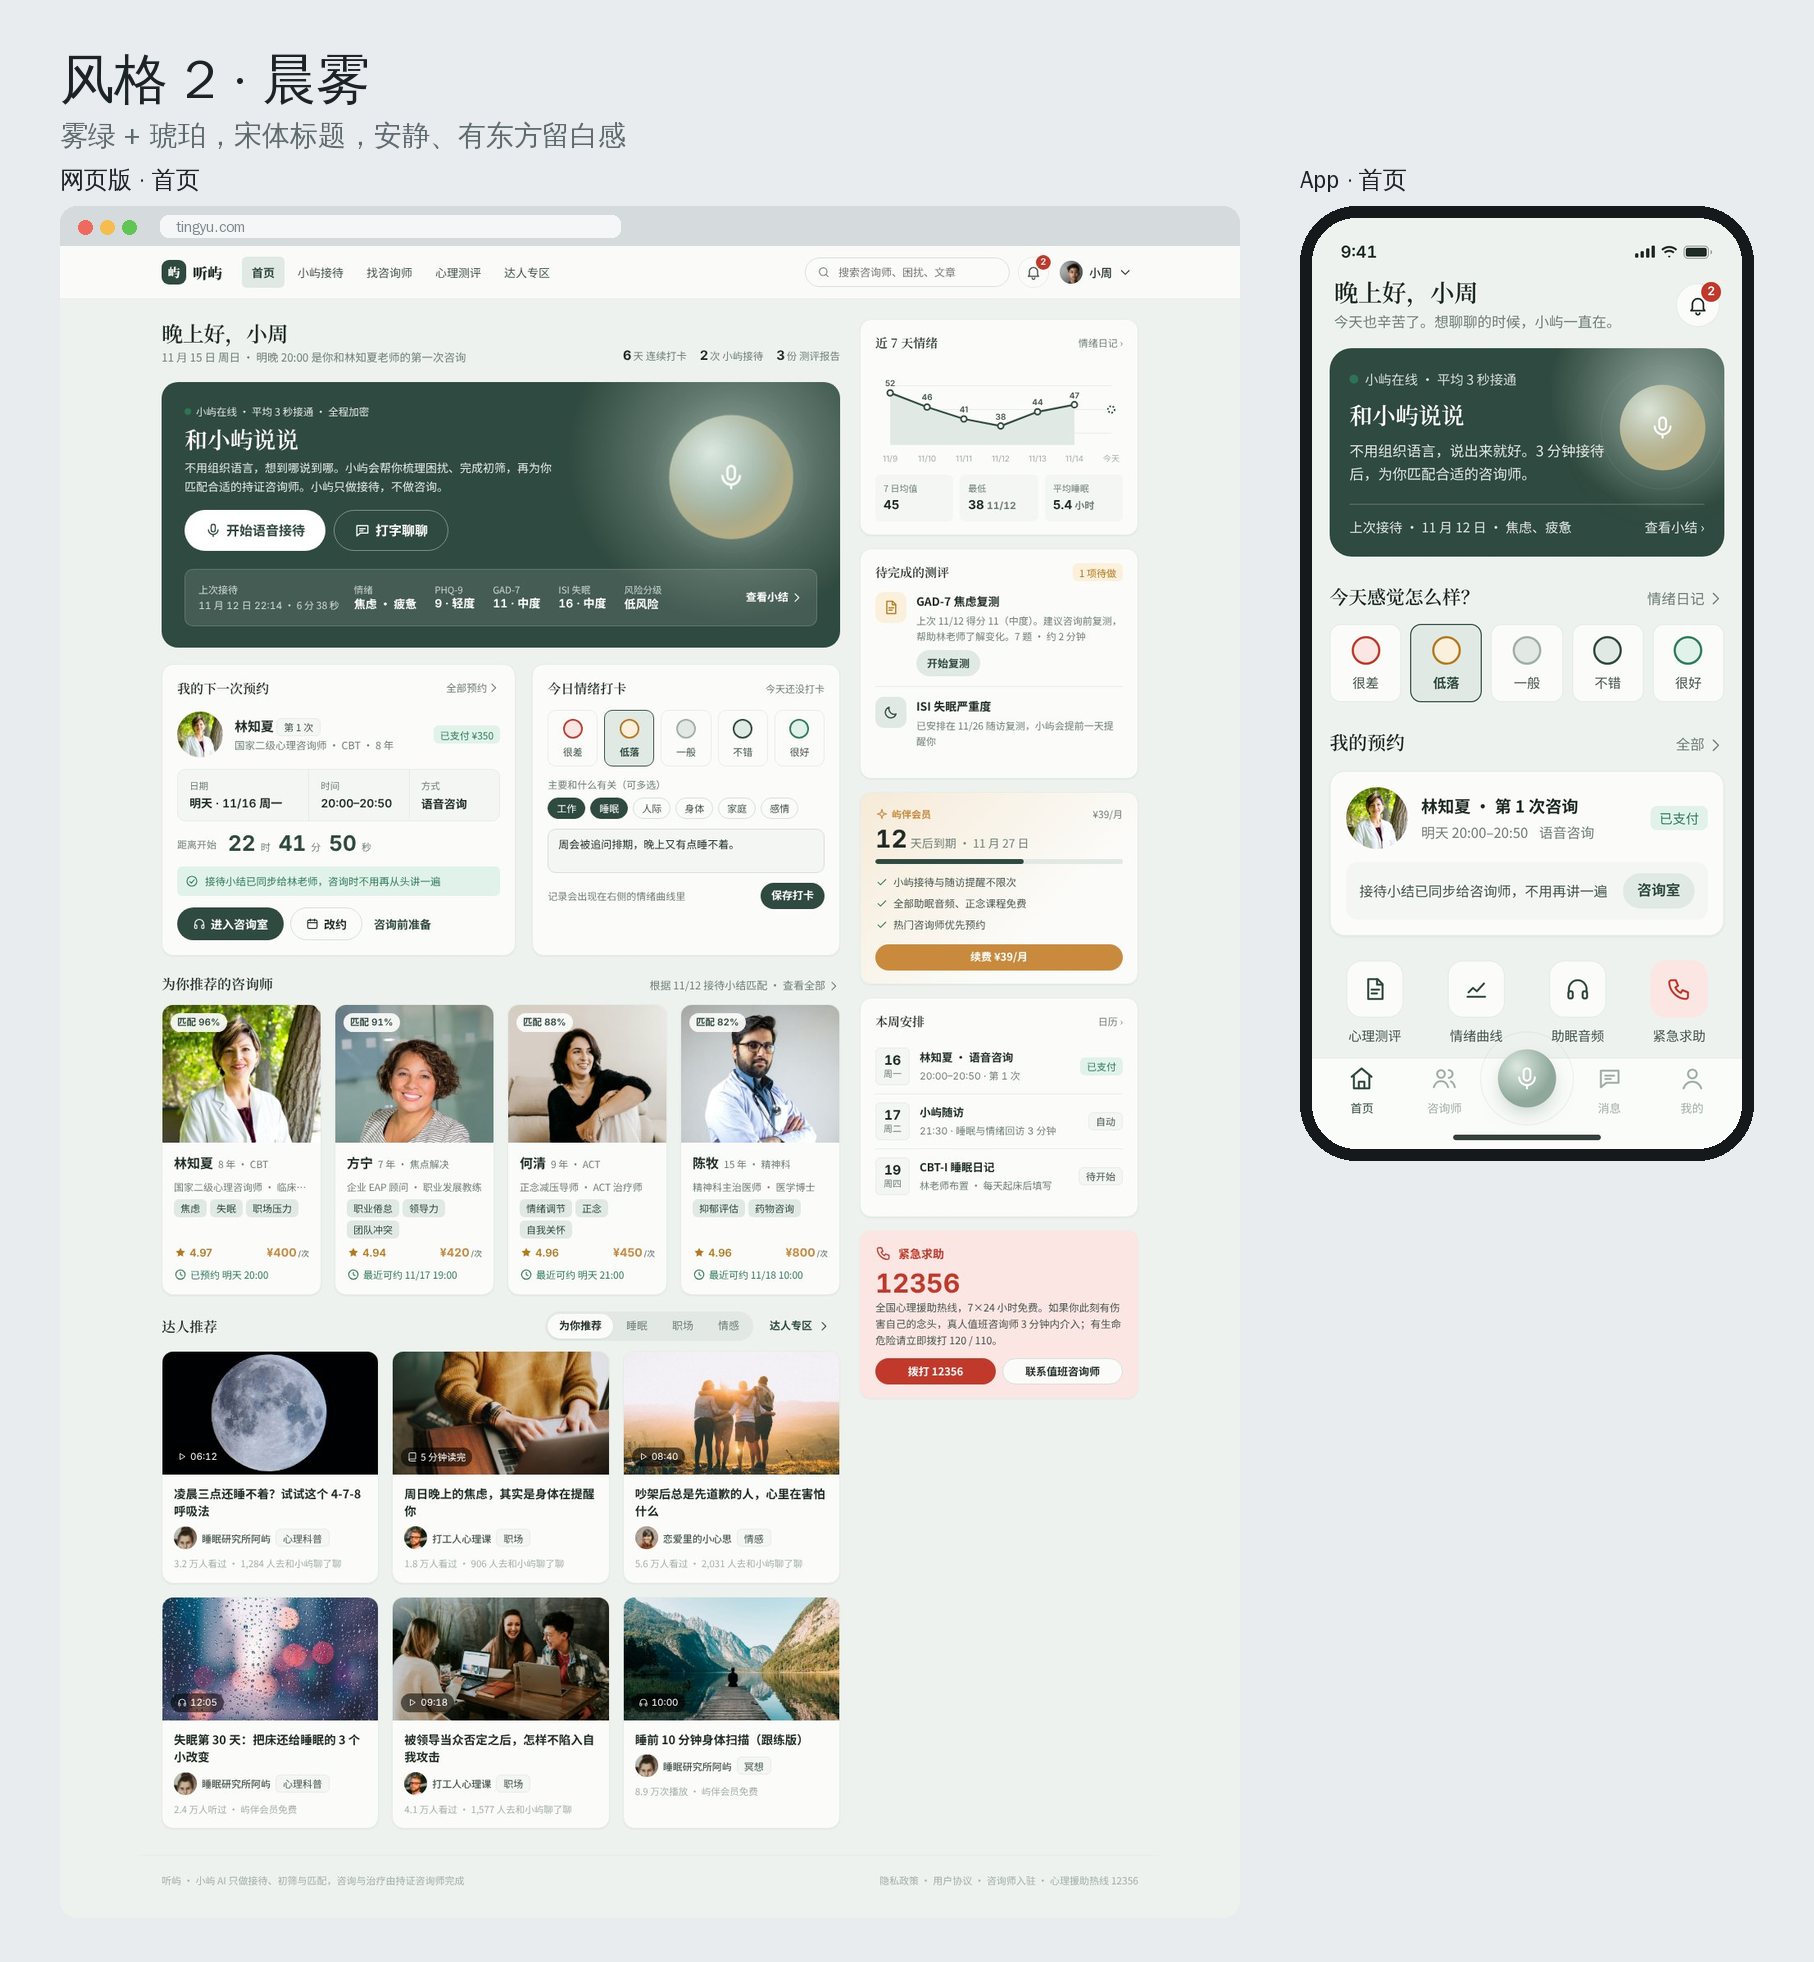 风格 2 · 晨雾
雾绿 + 琥珀，宋体标题，安静、有东方留白感
网页版 · 首页
tingyu.com
屿 听屿 首页 小屿接待 找咨询师 心理测评 达人专区 搜索咨询师、困扰、文章 2 小周
晚上好，小周
11 月 15 日 周日 · 明晚 20:00 是你和林知夏老师的第一次咨询
6 天 连续打卡 2 次 小屿接待 3 份 测评报告
小屿在线 · 平均 3 秒接通 · 全程加密
和小屿说说
不用组织语言，想到哪说到哪。小屿会帮你梳理困扰、完成初筛，再为你
匹配合适的持证咨询师。小屿只做接待，不做咨询。
开始语音接待 打字聊聊
上次接待 情绪 PHQ-9 GAD-7 ISI 失眠 风险分级
11 月 12 日 22:14 · 6 分 38 秒 焦虑 · 疲惫 9 · 轻度 11 · 中度 16 · 中度 低风险 查看小结
我的下一次预约 全部预约
林知夏 第 1 次
国家二级心理咨询师 · CBT · 8 年
已支付 ¥350
日期 时间 方式
明天 · 11/16 周一 20:00–20:50 语音咨询
距离开始 22 时 41 分 50 秒
接待小结已同步给林老师，咨询时不用再从头讲一遍
进入咨询室 改约 咨询前准备
今日情绪打卡 今天还没打卡
很差 低落 一般 不错 很好
主要和什么有关（可多选）
工作 睡眠 人际 身体 家庭 感情
周会被追问排期，晚上又有点睡不着。
记录会出现在右侧的情绪曲线里 保存打卡
为你推荐的咨询师 根据 11/12 接待小结匹配 · 查看全部
匹配 96%
林知夏 8 年 · CBT
国家二级心理咨询师 · 临床…
焦虑 失眠 职场压力
4.97 ¥400/次
已预约 明天 20:00
匹配 91%
方宁 7 年 · 焦点解决
企业 EAP 顾问 · 职业发展教练
职业倦怠 领导力
团队冲突
4.94 ¥420/次
最近可约 11/17 19:00
匹配 88%
何清 9 年 · ACT
正念减压导师 · ACT 治疗师
情绪调节 正念
自我关怀
4.96 ¥450/次
最近可约 明天 21:00
匹配 82%
陈牧 15 年 · 精神科
精神科主治医师 · 医学博士
抑郁评估 药物咨询
4.96 ¥800/次
最近可约 11/18 10:00
达人推荐 为你推荐 睡眠 职场 情感 达人专区
06:12
凌晨三点还睡不着？试试这个 4-7-8
呼吸法
睡眠研究所阿屿 心理科普
3.2 万人看过 · 1,284 人去和小屿聊了聊
5 分钟读完
周日晚上的焦虑，其实是身体在提醒
你
打工人心理课 职场
1.8 万人看过 · 906 人去和小屿聊了聊
08:40
吵架后总是先道歉的人，心里在害怕
什么
恋爱里的小心思 情感
5.6 万人看过 · 2,031 人去和小屿聊了聊
12:05
失眠第 30 天：把床还给睡眠的 3 个
小改变
睡眠研究所阿屿 心理科普
2.4 万人听过 · 屿伴会员免费
09:18
被领导当众否定之后，怎样不陷入自
我攻击
打工人心理课 职场
4.1 万人看过 · 1,577 人去和小屿聊了聊
10:00
睡前 10 分钟身体扫描（跟练版）
睡眠研究所阿屿 冥想
8.9 万次播放 · 屿伴会员免费
近 7 天情绪 情绪日记 ›
52 46 41 38 44 47
11/9 11/10 11/11 11/12 11/13 11/14 今天
7 日均值 最低 平均睡眠
45 38 11/12 5.4 小时
待完成的测评 1 项待做
GAD-7 焦虑复测
上次 11/12 得分 11（中度）。建议咨询前复测，
帮助林老师了解变化。7 题 · 约 2 分钟
开始复测
ISI 失眠严重度
已安排在 11/26 随访复测，小屿会提前一天提
醒你
屿伴会员 ¥39/月
12 天后到期 · 11 月 27 日
小屿接待与随访提醒不限次
全部助眠音频、正念课程免费
热门咨询师优先预约
续费 ¥39/月
本周安排 日历 ›
16 周一 林知夏 · 语音咨询
20:00–20:50 · 第 1 次 已支付
17 周二 小屿随访
21:30 · 睡眠与情绪回访 3 分钟 自动
19 周四 CBT-I 睡眠日记
林老师布置 · 每天起床后填写 待开始
紧急求助
12356
全国心理援助热线，7×24 小时免费。如果你此刻有伤
害自己的念头，真人值班咨询师 3 分钟内介入；有生命
危险请立即拨打 120 / 110。
拨打 12356 联系值班咨询师
听屿 · 小屿 AI 只做接待、初筛与匹配，咨询与治疗由持证咨询师完成
隐私政策 · 用户协议 · 咨询师入驻 · 心理援助热线 12356
App · 首页
9:41
晚上好，小周
今天也辛苦了。想聊聊的时候，小屿一直在。
2
小屿在线 · 平均 3 秒接通
和小屿说说
不用组织语言，说出来就好。3 分钟接待
后，为你匹配合适的咨询师。
上次接待 · 11 月 12 日 · 焦虑、疲惫 查看小结 ›
今天感觉怎么样？ 情绪日记
很差 低落 一般 不错 很好
我的预约 全部
林知夏 · 第 1 次咨询
明天 20:00–20:50 语音咨询
已支付
接待小结已同步给咨询师，不用再讲一遍 咨询室
心理测评 情绪曲线 助眠音频 紧急求助
首页 咨询师 消息 我的